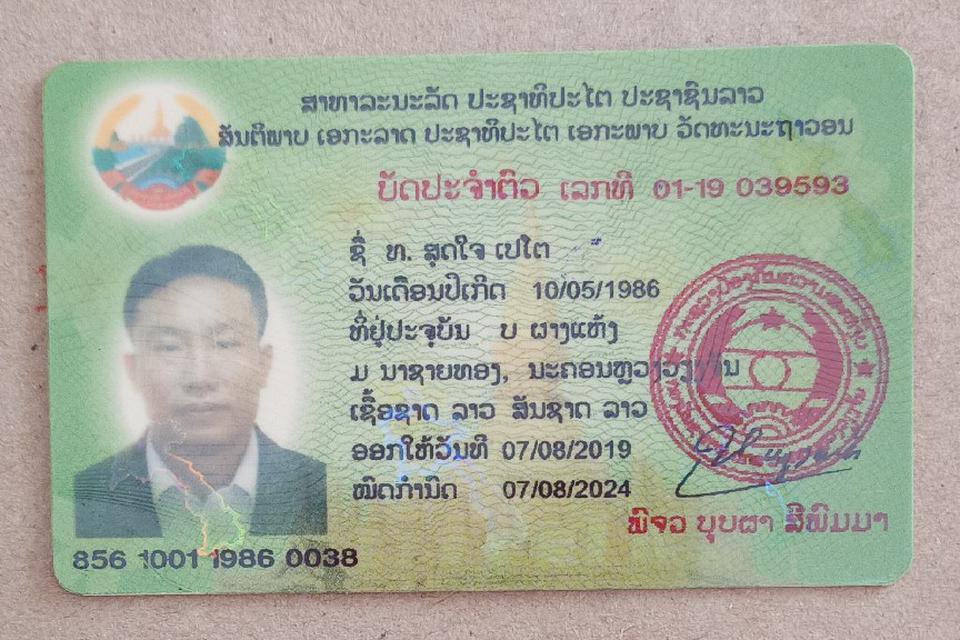 ສາທາລະນະລັດ ປະຊາທິປະໄຕ ປະຊາຊົນລາວ
ສັນຕິພາບ ເອກະລາດ ປະຊາທິປະໄຕ ເອກະພາບ ວັດທະນະຖາວອນ
ບັດປະຈຳຕົວ ເລກທີ 01-19 039593
ຊື່ ທ. ສຸດໃຈ ເປໂຕ
ວັນເດືອນປີເກີດ 10/05/1986
ທີ່ຢູ່ປະຈຸບັນ ບ ຜາງແຫ້ງ
ມ ນາຊາຍທອງ, ນະຄອນຫຼວງວຽງຈັນ
ເຊື້ອຊາດ ລາວ ສັນຊາດ ລາວ
ອອກໃຫ້ວັນທີ 07/08/2019
ໝົດກຳນົດ 07/08/2024
ພົຈວ ບຸບຜາ ສີພົມມາ
856 1001 1986 0038